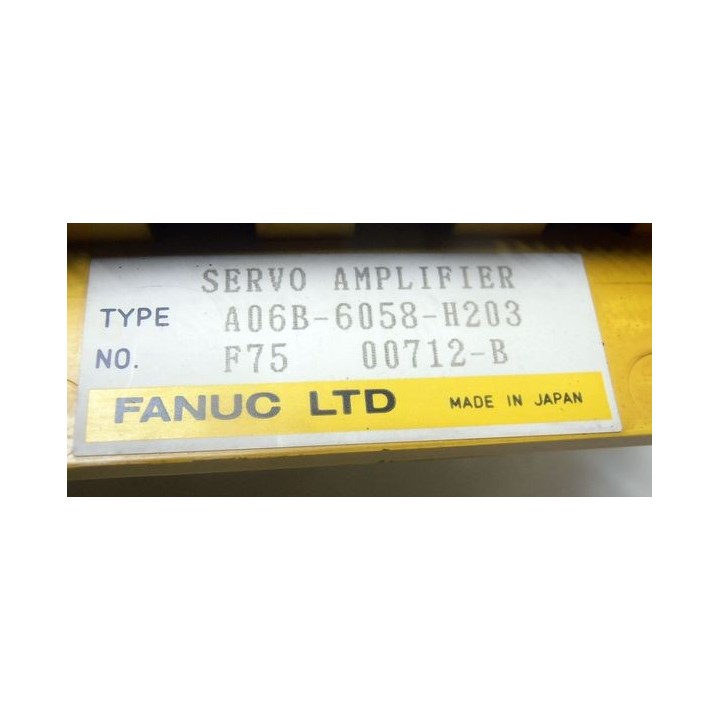 SERVO AMPLIFIER
TYPE A06B-6058-H203
NO. F75 00712-B
FANUC LTD MADE IN JAPAN